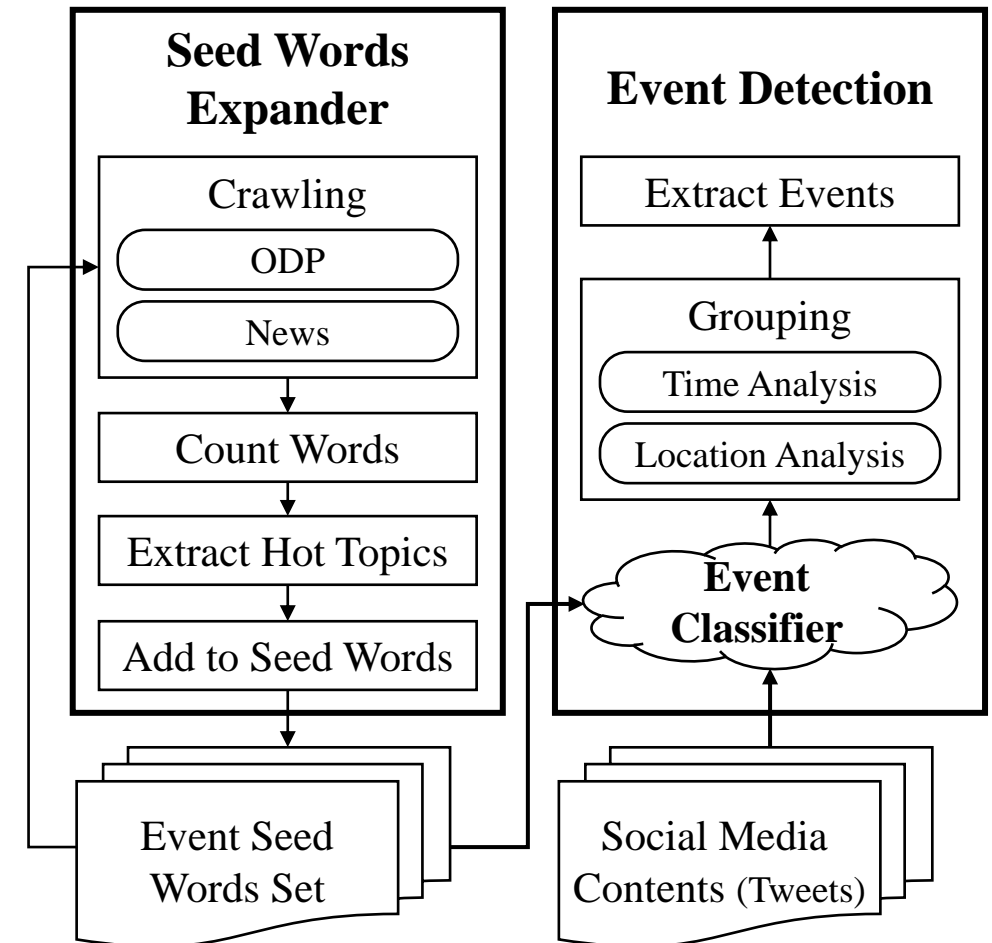 Seed Words
Expander
Crawling
ODP
News
Count Words
Extract Hot Topics
Add to Seed Words
Event Seed
Words Set
Event Detection
Extract Events
Grouping
Time Analysis
Location Analysis
Event
Classifier
Social Media
Contents (Tweets)